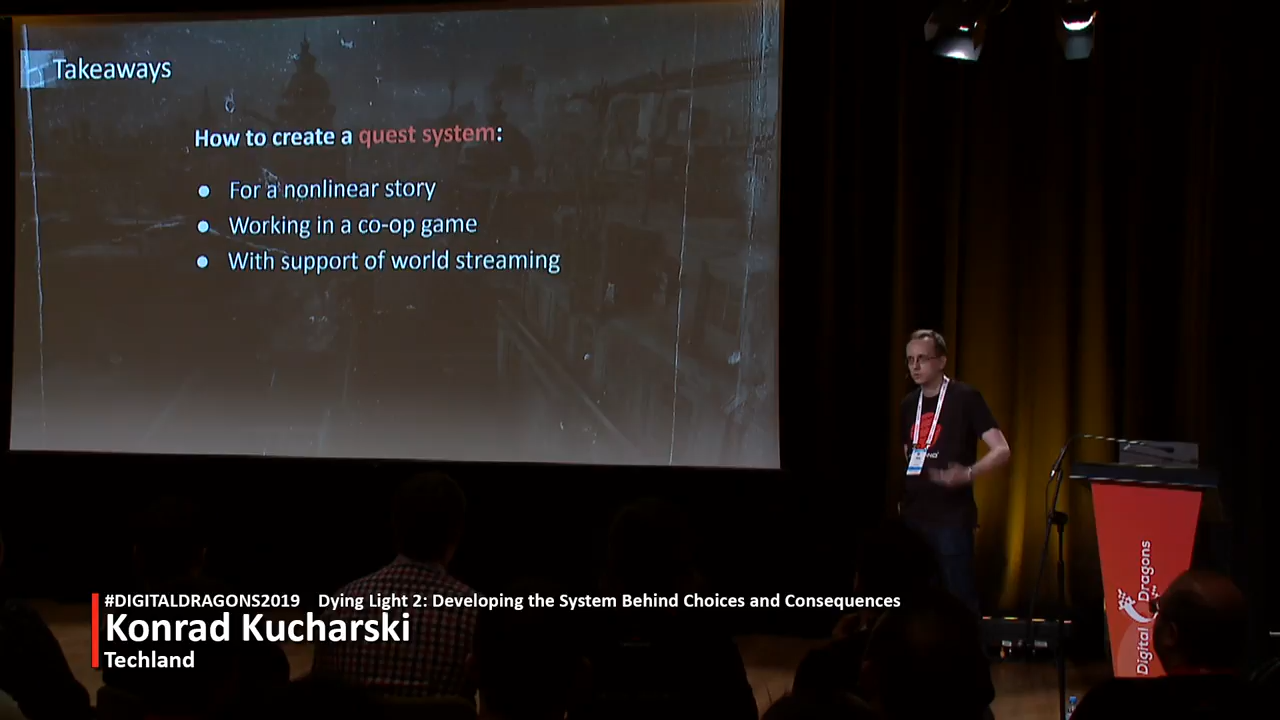 Takeaways
How to create a quest system:
● For a nonlinear story
● Working in a co-op game
● With support of world streaming
#DIGITALDRAGONS2019 Dying Light 2: Developing the System Behind Choices and Consequences
Konrad Kucharski
Techland
Digital Dragons